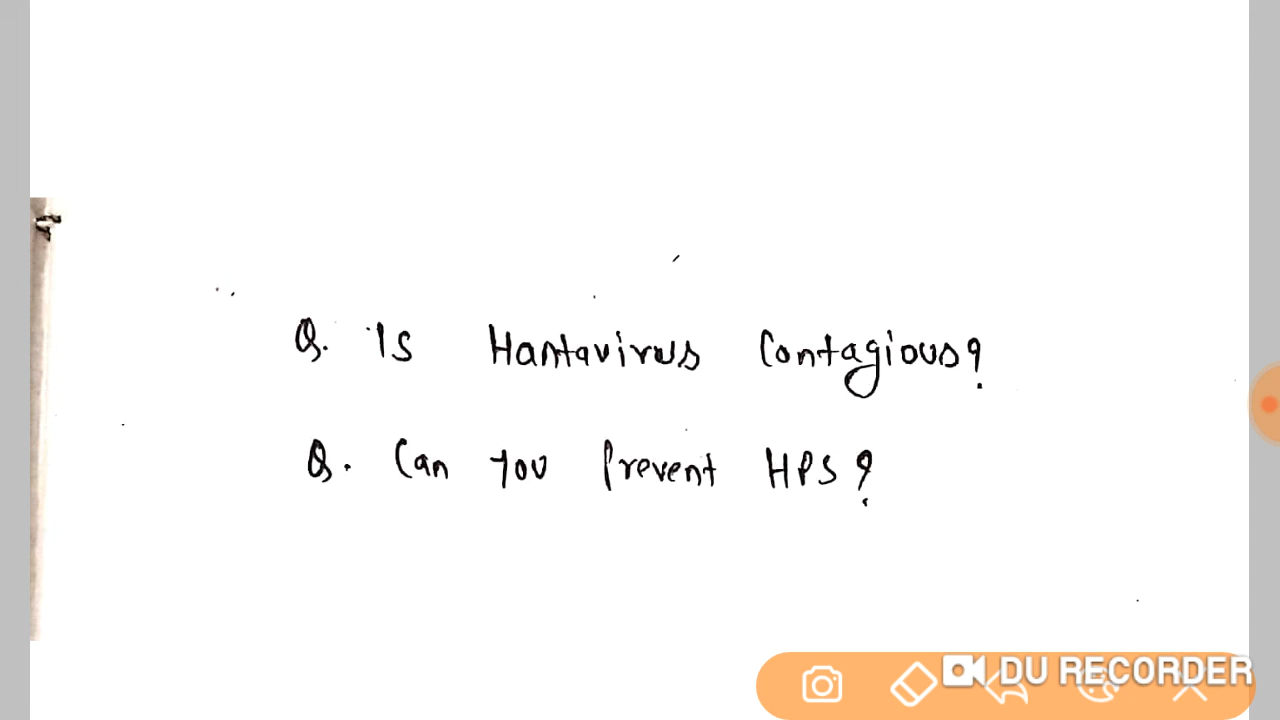 Q. Is Hantavirus Contagious?
Q. Can you Prevent HPS?
DU RECORDER